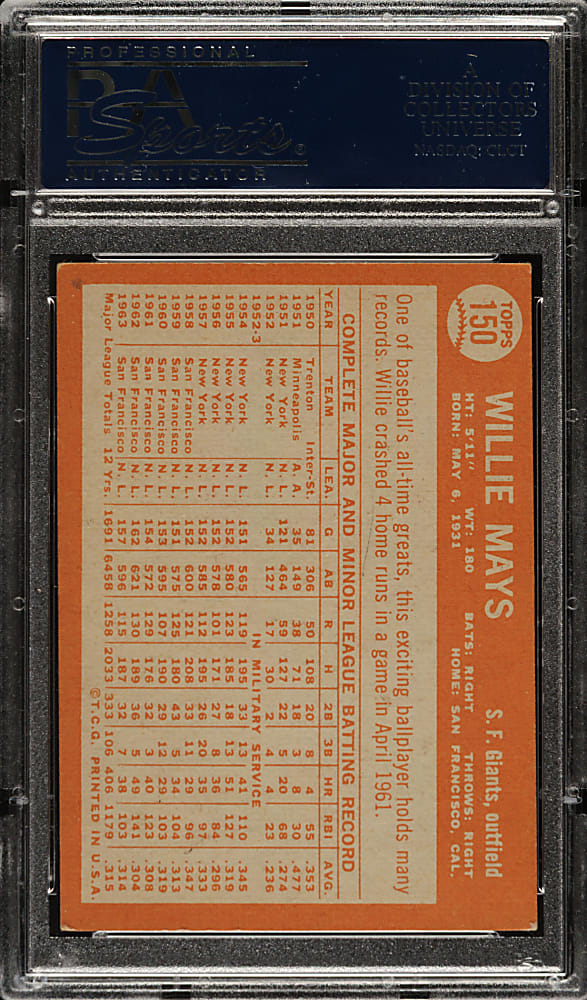 PROFESSIONAL
PSA
Sports®
AUTHENTICATOR
A
DIVISION OF
COLLECTORS
UNIVERSE
NASDAQ: CLCT
TOPPS
150
WILLIE MAYS S. F. Giants, outfield
HT: 5'11" WT: 180 BATS: RIGHT THROWS: RIGHT
BORN: MAY 6, 1931 HOME: SAN FRANCISCO, CAL.
One of baseball's all-time greats, this exciting ballplayer holds many
records. Willie crashed 4 home runs in a game in April 1961.
COMPLETE MAJOR AND MINOR LEAGUE BATTING RECORD
YEAR TEAM LEA. G AB R H 2B 3B HR RBI AVG.
1950 Trenton Inter-st. 81 306 50 108 20 8 4 55 .353
1951 Minneapolis A. A. 35 149 38 71 18 3 8 30 .477
1951 New York N. L. 121 464 59 127 22 5 20 68 .274
1952 New York N. L. 34 127 17 30 2 4 4 23 .236
1952-3 IN MILITARY SERVICE
1954 New York N. L. 151 565 119 195 33 13 41 110 .345
1955 New York N. L. 152 580 123 185 18 13 51 127 .319
1956 New York N. L. 152 578 101 171 27 8 36 84 .296
1957 New York N. L. 152 585 112 195 26 20 35 97 .333
1958 San Francisco N. L. 152 600 121 208 33 11 29 96 .347
1959 San Francisco N. L. 151 575 125 180 43 5 34 104 .313
1960 San Francisco N. L. 153 595 107 190 29 12 29 103 .319
1961 San Francisco N. L. 154 572 129 176 32 3 40 123 .308
1962 San Francisco N. L. 162 621 130 189 36 5 49 141 .304
1963 San Francisco N. L. 157 596 115 187 32 7 38 103 .314
Major League Totals 12 Yrs. 1691 6458 1258 2033 333 106 406 1179 .315
©T.C.G. PRINTED IN U.S.A.